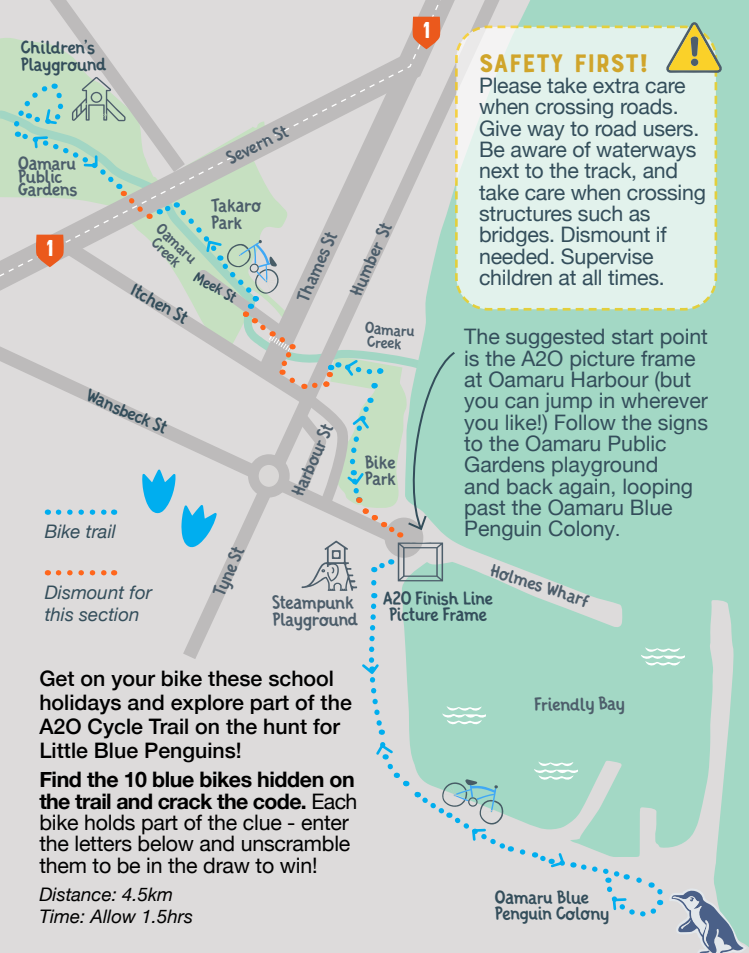 1
Children's
Playground
SAFETY FIRST!
Please take extra care
when crossing roads.
Give way to road users.
Be aware of waterways
next to the track, and
take care when crossing
structures such as
bridges. Dismount if
needed. Supervise
children at all times.
Severn St
Oamaru
Public
Gardens
Takaro
Park
1
Oamaru
Creek
Meek St
Thames St
Humber St
Itchen St
Oamaru
Creek
The suggested start point
is the A2O picture frame
at Oamaru Harbour (but
you can jump in wherever
you like!) Follow the signs
to the Oamaru Public
Gardens playground
and back again, looping
past the Oamaru Blue
Penguin Colony.
Wansbeck St
Harbour St
Bike
Park
Bike trail
Dismount for
this section
Tyne St
Steampunk
Playground
A2O Finish Line
Picture Frame
Holmes Wharf
Get on your bike these school
holidays and explore part of the
A2O Cycle Trail on the hunt for
Little Blue Penguins!
Find the 10 blue bikes hidden on
the trail and crack the code. Each
bike holds part of the clue - enter
the letters below and unscramble
them to be in the draw to win!
Distance: 4.5km
Time: Allow 1.5hrs
Friendly Bay
Oamaru Blue
Penguin Colony